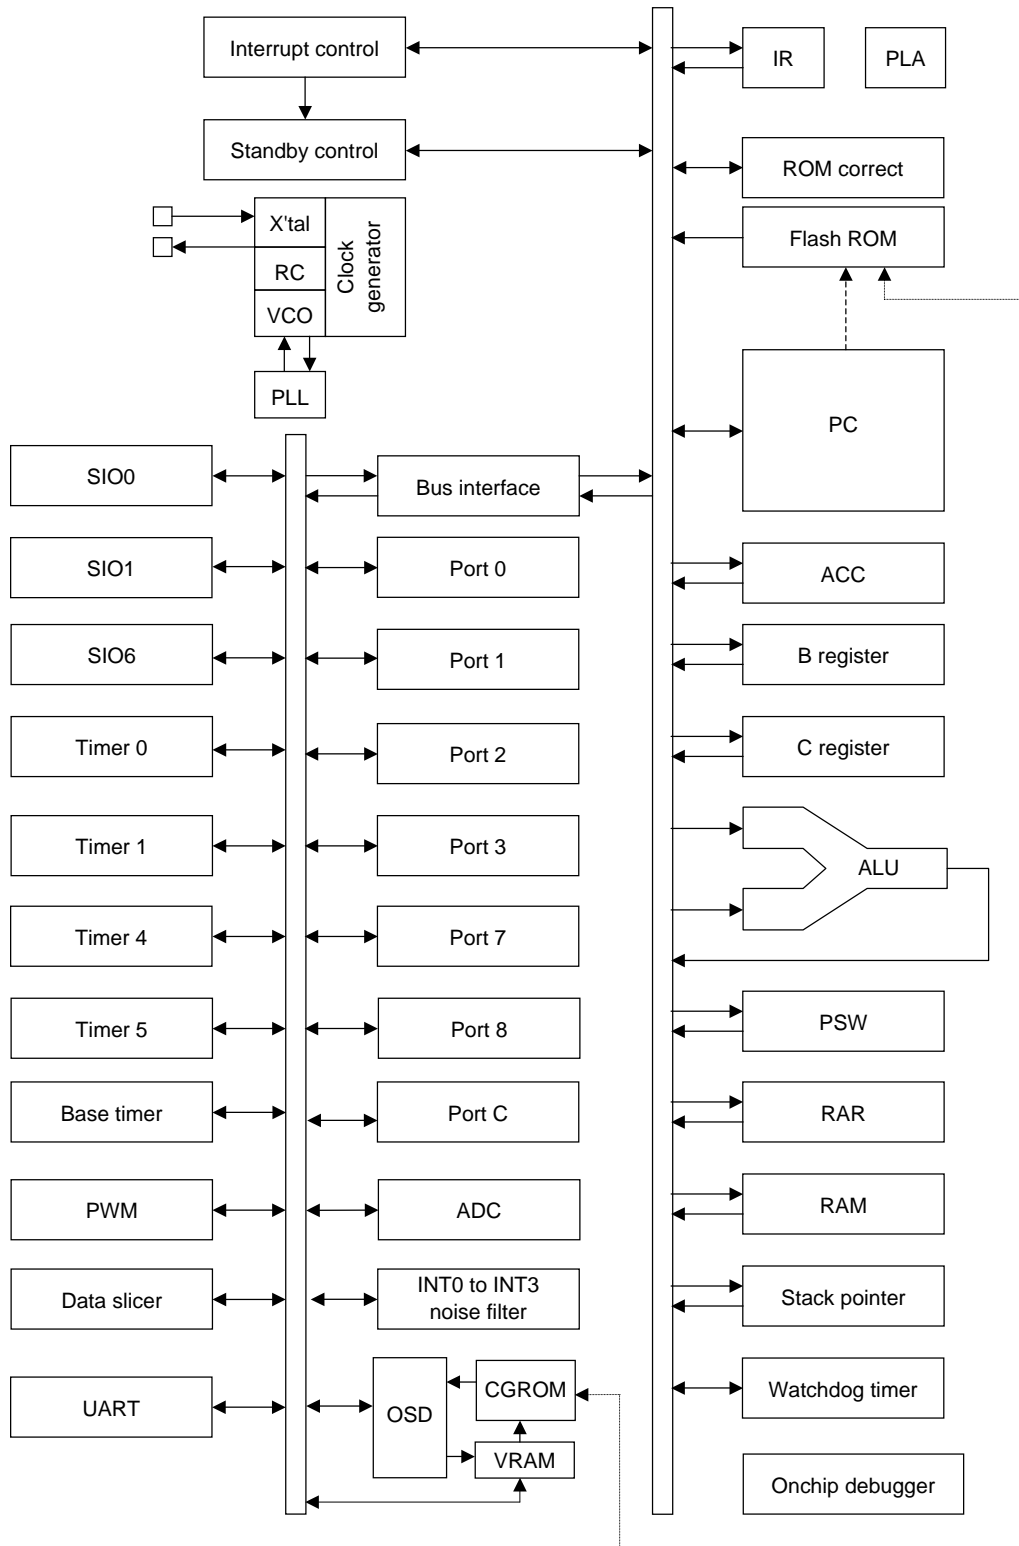 Interrupt control
IR
PLA
Standby control
ROM correct
X'tal
RC
VCO
Clock
generator
Flash ROM
PLL
PC
SIO0
Bus interface
SIO1
Port 0
ACC
SIO6
Port 1
B register
Timer 0
Port 2
C register
Timer 1
Port 3
ALU
Timer 4
Port 7
Timer 5
Port 8
PSW
Base timer
Port C
RAR
PWM
ADC
RAM
Data slicer
INT0 to INT3
noise filter
Stack pointer
UART
OSD
CGROM
VRAM
Watchdog timer
Onchip debugger